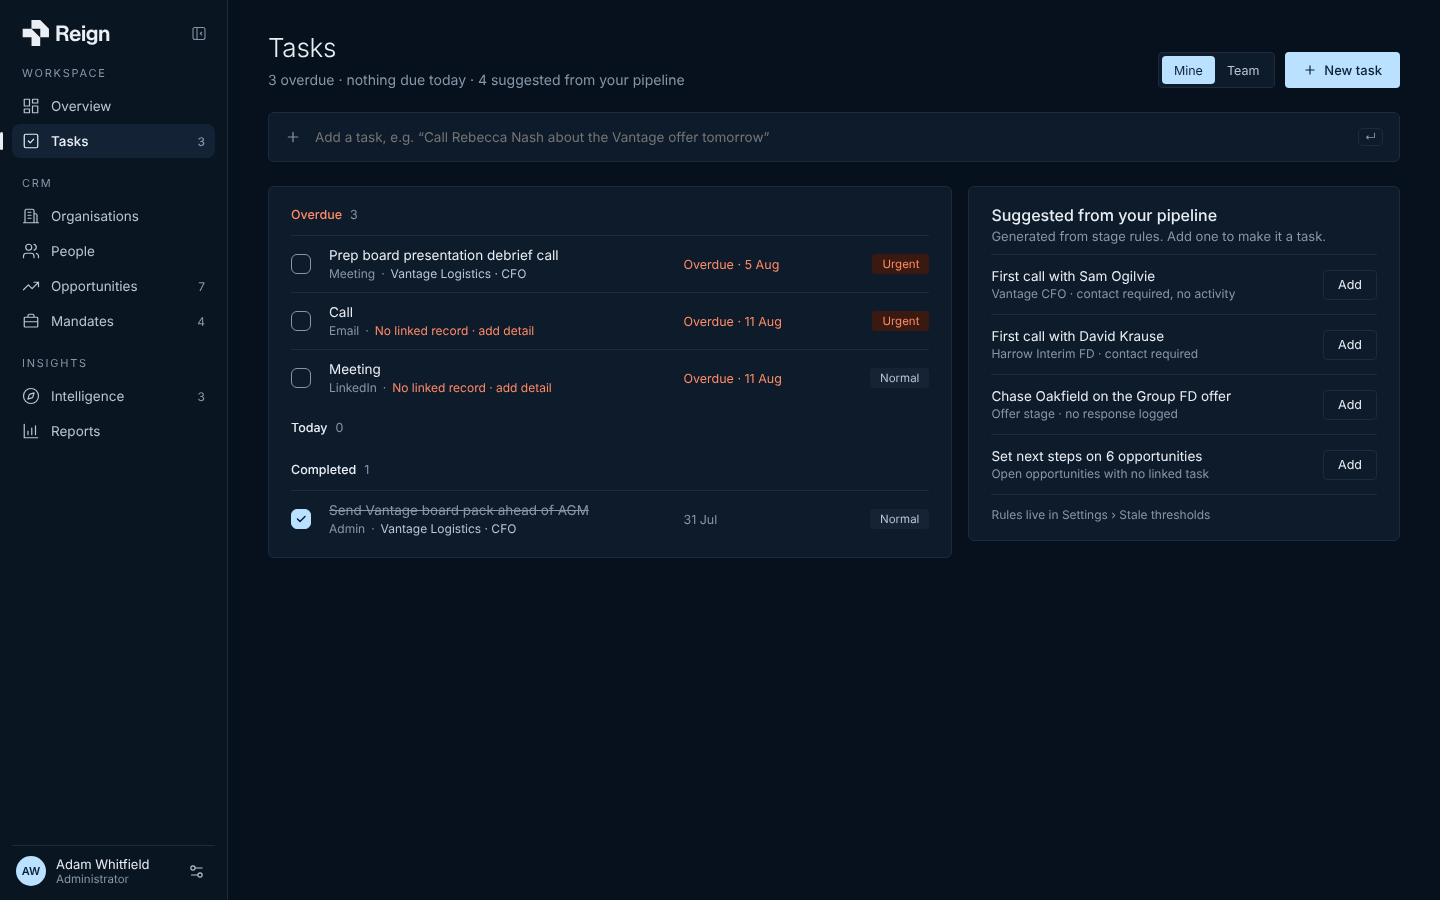 Reign
WORKSPACE
Overview
Tasks 3
CRM
Organisations
People
Opportunities 7
Mandates 4
INSIGHTS
Intelligence 3
Reports
AW
Adam Whitfield
Administrator
Tasks
3 overdue · nothing due today · 4 suggested from your pipeline
Mine Team
+ New task
Add a task, e.g. “Call Rebecca Nash about the Vantage offer tomorrow”
Overdue 3
Prep board presentation debrief call
Meeting · Vantage Logistics · CFO
Overdue · 5 Aug
Urgent
Call
Email · No linked record · add detail
Overdue · 11 Aug
Urgent
Meeting
LinkedIn · No linked record · add detail
Overdue · 11 Aug
Normal
Today 0
Completed 1
Send Vantage board pack ahead of AGM
Admin · Vantage Logistics · CFO
31 Jul
Normal
Suggested from your pipeline
Generated from stage rules. Add one to make it a task.
First call with Sam Ogilvie
Vantage CFO · contact required, no activity
Add
First call with David Krause
Harrow Interim FD · contact required
Add
Chase Oakfield on the Group FD offer
Offer stage · no response logged
Add
Set next steps on 6 opportunities
Open opportunities with no linked task
Add
Rules live in Settings › Stale thresholds